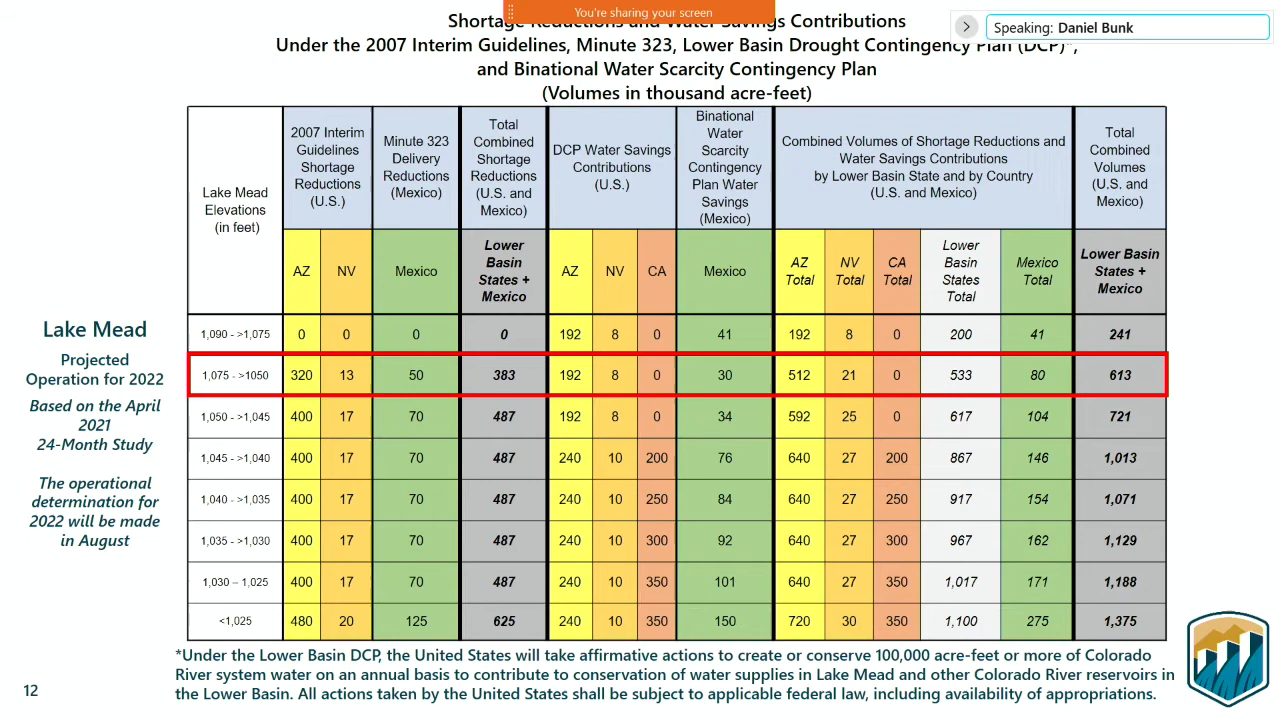 You're sharing your screen
Speaking: Daniel Bunk
Shortage Reductions and Water Savings Contributions
Under the 2007 Interim Guidelines, Minute 323, Lower Basin Drought Contingency Plan (DCP)*,
and Binational Water Scarcity Contingency Plan
(Volumes in thousand acre-feet)
Lake Mead
Elevations
(in feet)
2007 Interim
Guidelines
Shortage
Reductions
(U.S.)
Minute 323
Delivery
Reductions
(Mexico)
Total
Combined
Shortage
Reductions
(U.S. and
Mexico)
DCP Water Savings
Contributions
(U.S.)
Binational
Water
Scarcity
Contingency
Plan Water
Savings
(Mexico)
Combined Volumes of Shortage Reductions and
Water Savings Contributions
by Lower Basin State and by Country
(U.S. and Mexico)
Total
Combined
Volumes
(U.S. and
Mexico)
AZ NV Mexico
Lower
Basin
States +
Mexico
AZ NV CA Mexico
AZ
Total
NV
Total
CA
Total
Lower
Basin
States
Total
Mexico
Total
Lower Basin
States +
Mexico
1,090 - >1,075 0 0 0 0 192 8 0 41 192 8 0 200 41 241
1,075 - >1050 320 13 50 383 192 8 0 30 512 21 0 533 80 613
1,050 - >1,045 400 17 70 487 192 8 0 34 592 25 0 617 104 721
1,045 - >1,040 400 17 70 487 240 10 200 76 640 27 200 867 146 1,013
1,040 - >1,035 400 17 70 487 240 10 250 84 640 27 250 917 154 1,071
1,035 - >1,030 400 17 70 487 240 10 300 92 640 27 300 967 162 1,129
1,030 – 1,025 400 17 70 487 240 10 350 101 640 27 350 1,017 171 1,188
<1,025 480 20 125 625 240 10 350 150 720 30 350 1,100 275 1,375
Lake Mead
Projected
Operation for 2022
Based on the April
2021
24-Month Study
The operational
determination for
2022 will be made
in August
*Under the Lower Basin DCP, the United States will take affirmative actions to create or conserve 100,000 acre-feet or more of Colorado
River system water on an annual basis to contribute to conservation of water supplies in Lake Mead and other Colorado River reservoirs in
the Lower Basin. All actions taken by the United States shall be subject to applicable federal law, including availability of appropriations.
12